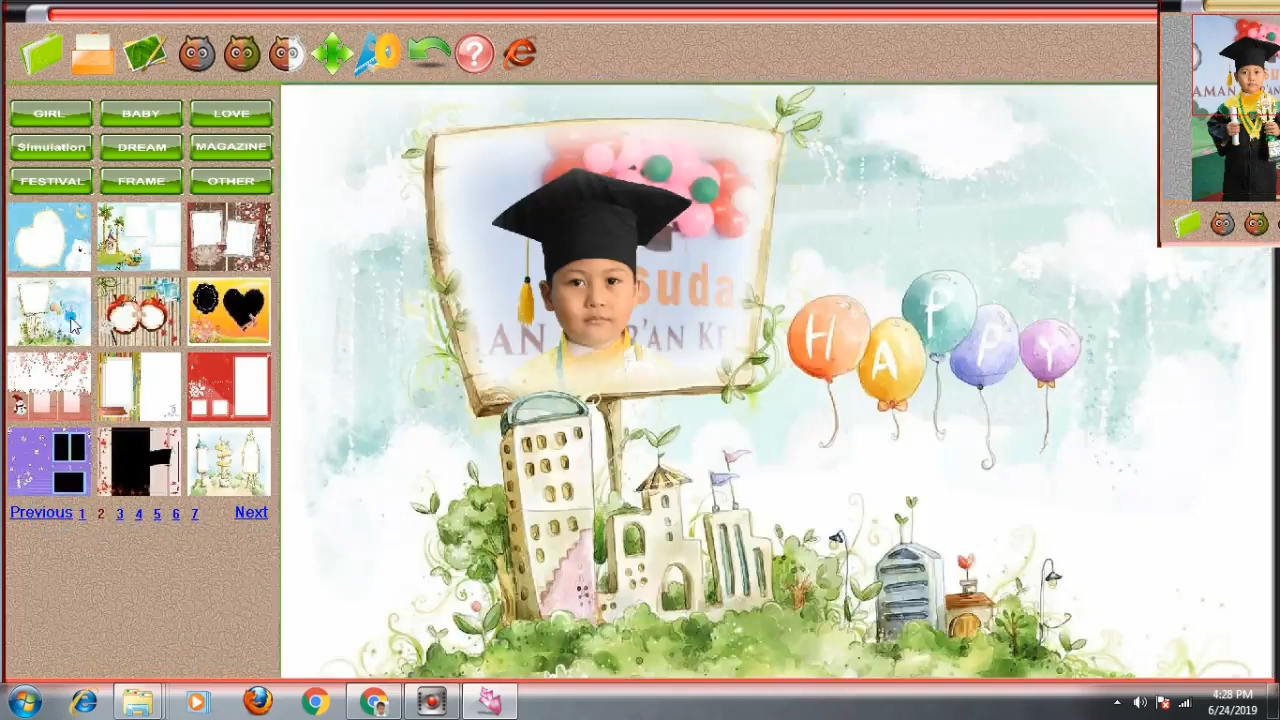 GIRL
BABY
LOVE
Simulation
DREAM
MAGAZINE
FESTIVAL
FRAME
OTHER
Previous 1 2 3 4 5 6 7 Next
suda
HAPPY
4:28 PM
6/24/2019